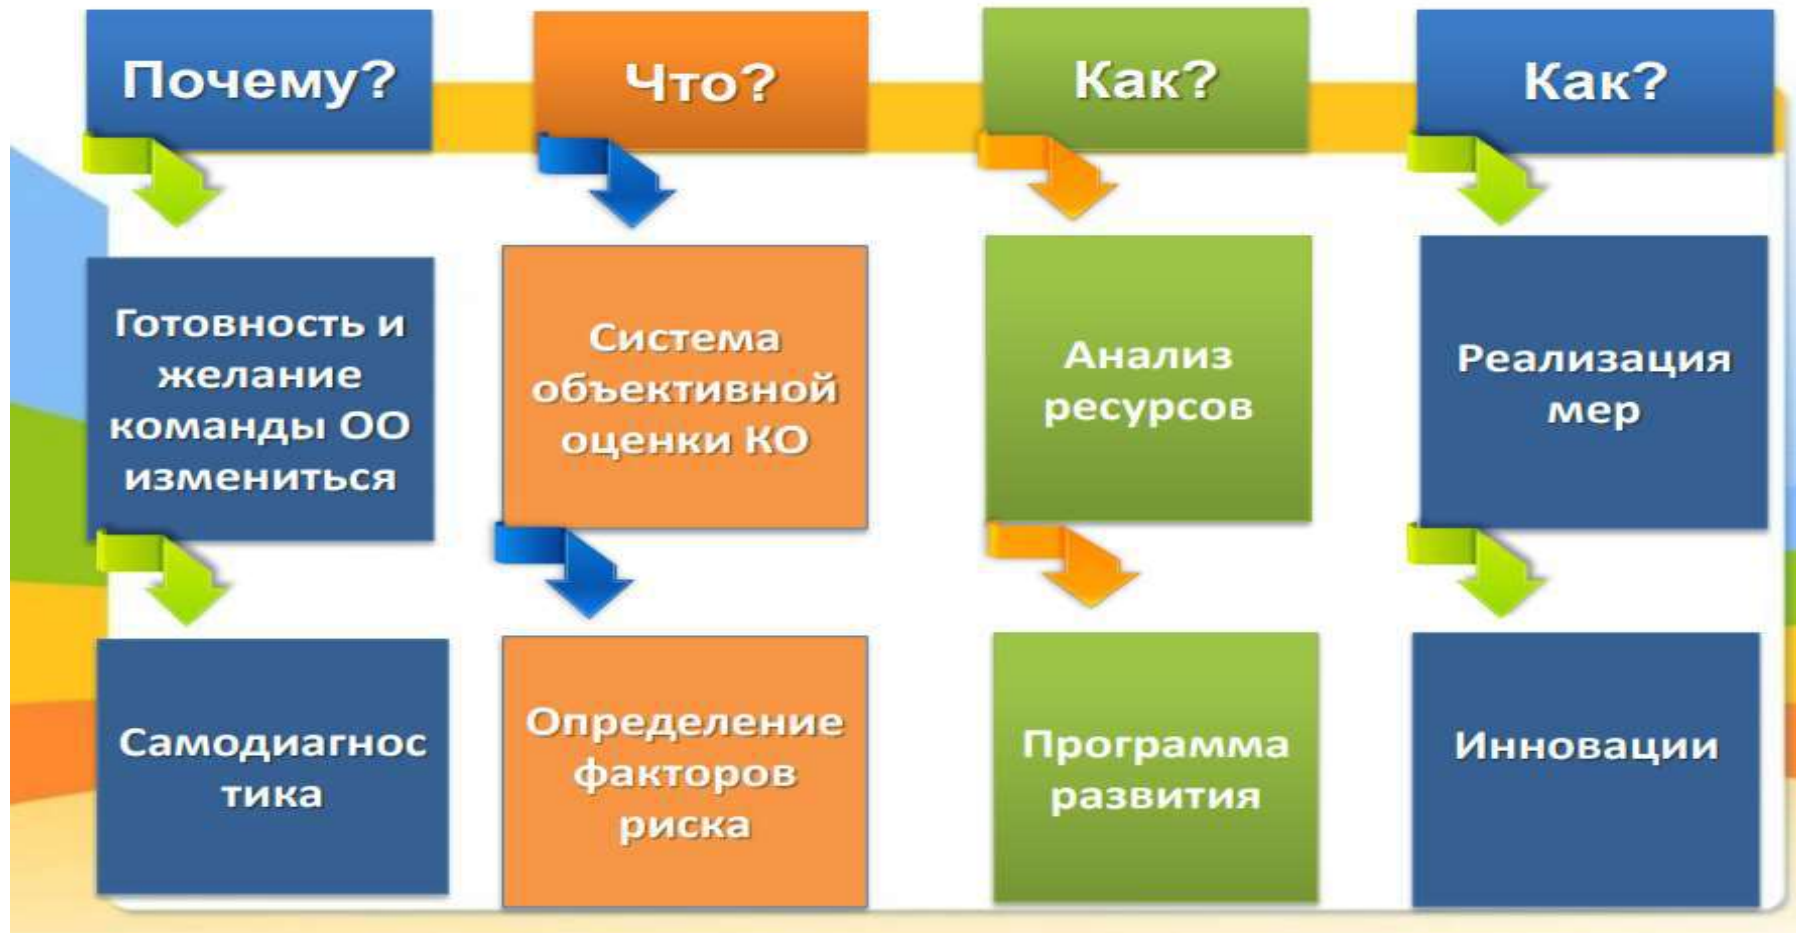 Почему?
Что?
Как?
Как?
Готовность и
желание
команды ОО
измениться
Система
объективной
оценки КО
Анализ
ресурсов
Реализация
мер
Самодиагнос
тика
Определение
факторов
риска
Программа
развития
Инновации